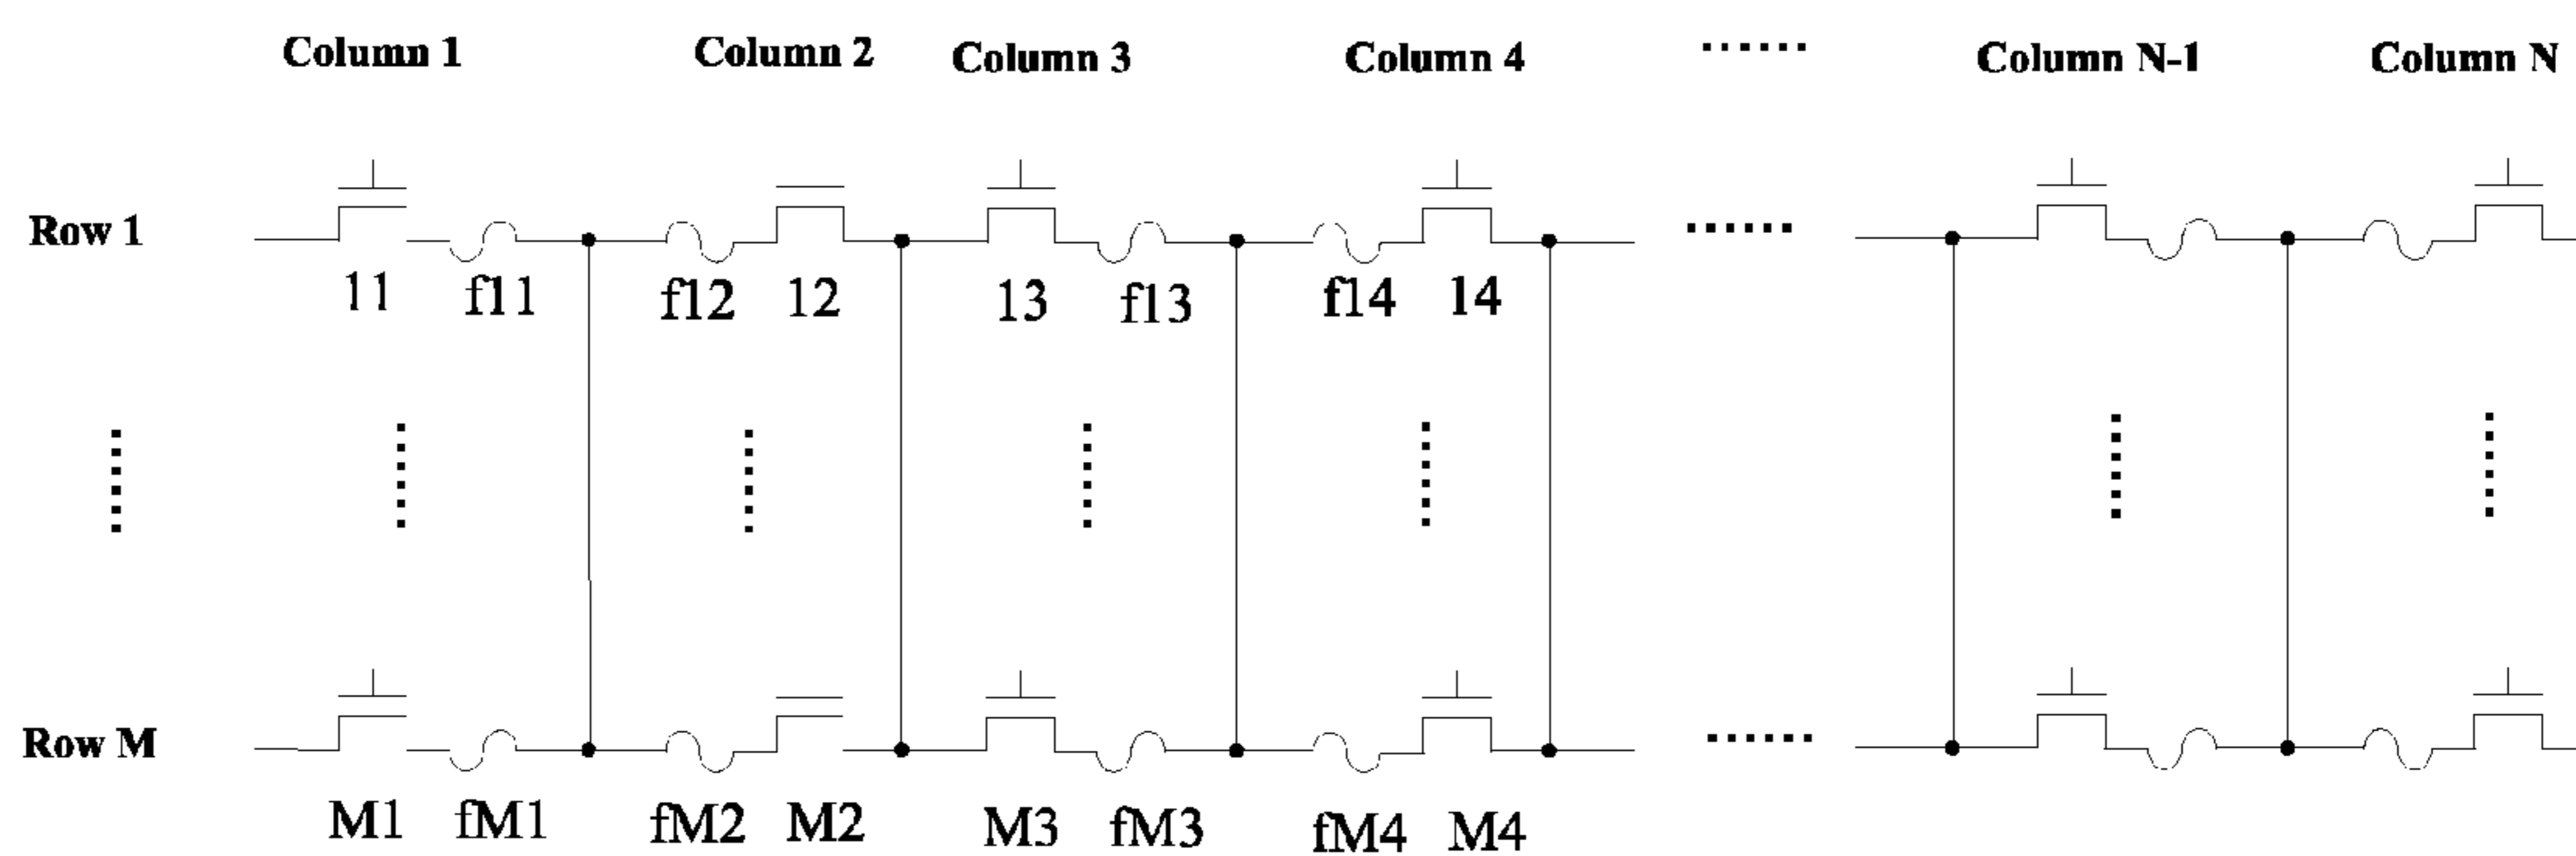 Column 1 Column 2 Column 3 Column 4 ...... Column N-1 Column N
Row 1 ......
11 f11 f12 12 13 f13 f14 14
Row M ......
M1 fM1 fM2 M2 M3 fM3 fM4 M4